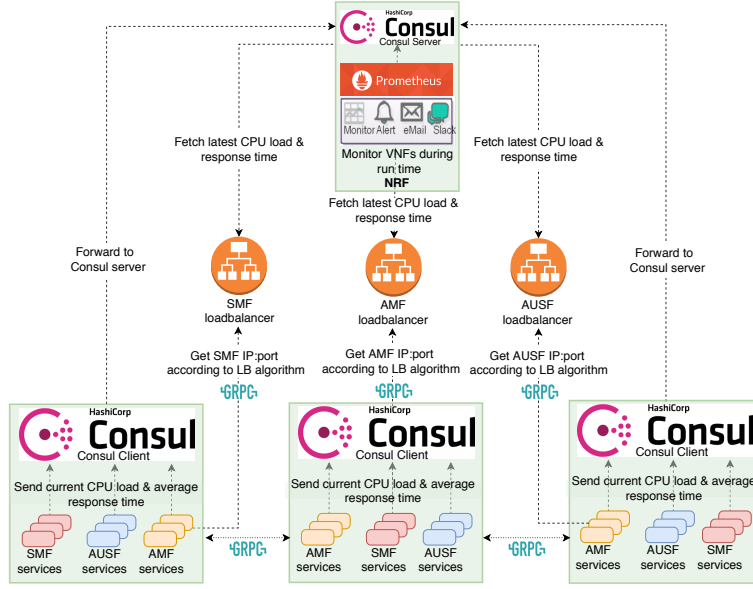 HashiCorp
Consul
Consul Server
Prometheus
Monitor Alert eMail Slack
Monitor VNFs during
run time
NRF
Fetch latest CPU load &
response time
Fetch latest CPU load &
response time
Fetch latest CPU load &
response time
Forward to
Consul server
Forward to
Consul server
SMF
loadbalancer
AMF
loadbalancer
AUSF
loadbalancer
Get SMF IP:port
according to LB algorithm
GRPC
Get AMF IP:port
according to LB algorithm
GRPC
Get AUSF IP:port
according to LB algorithm
GRPC
HashiCorp
Consul
Consul Client
Send current CPU load & average
response time
SMF
services
AUSF
services
AMF
services
GRPC
HashiCorp
Consul
Consul Client
Send current CPU load & average
response time
AMF
services
SMF
services
AUSF
services
GRPC
HashiCorp
Consul
Consul Client
Send current CPU load & average
response time
AMF
services
AUSF
services
SMF
services